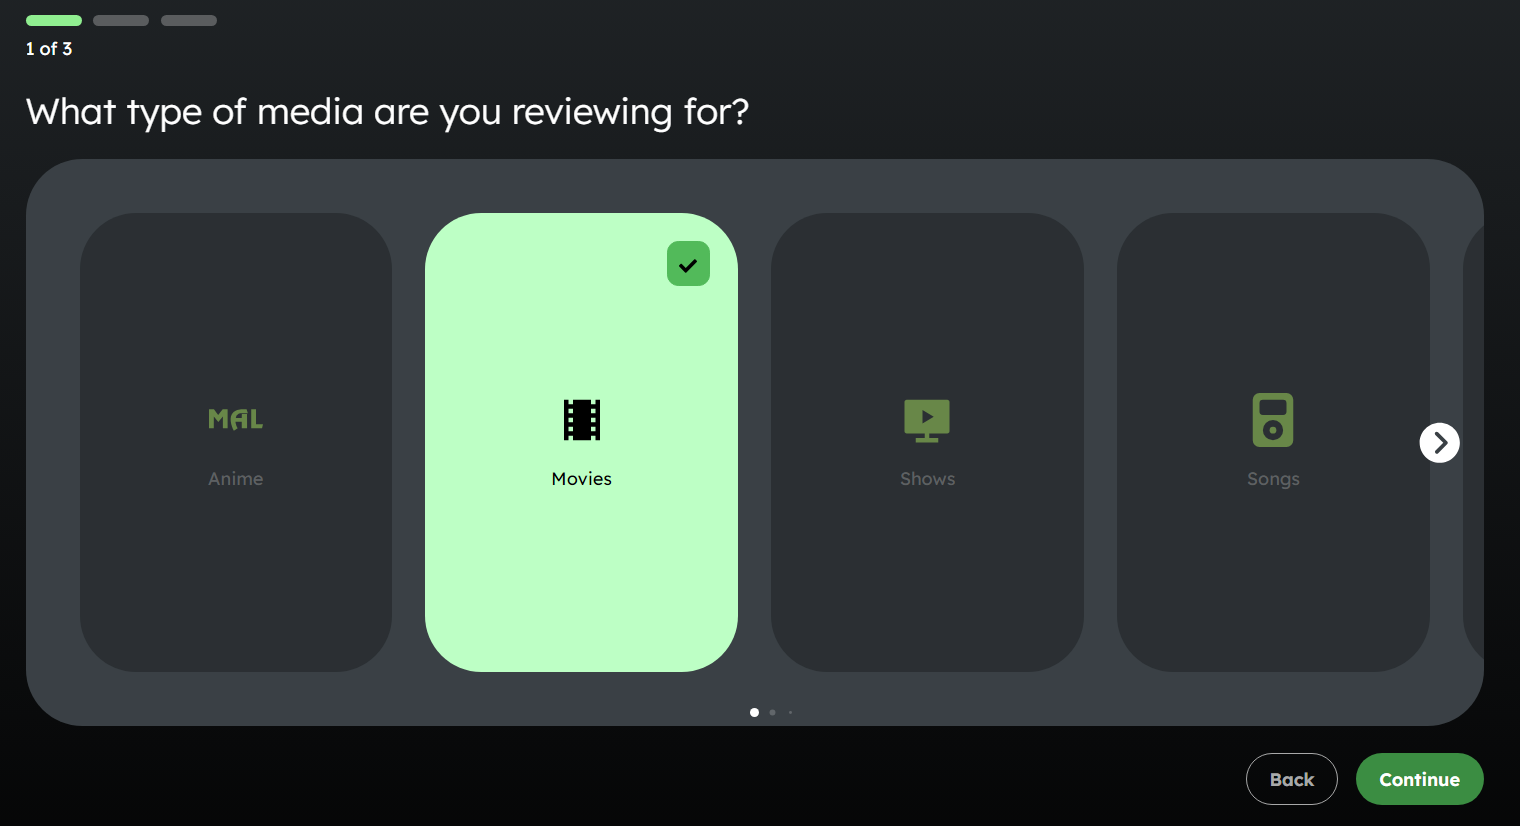 1 of 3
What type of media are you reviewing for?
MAL
Anime
Movies
Shows
Songs
Back
Continue